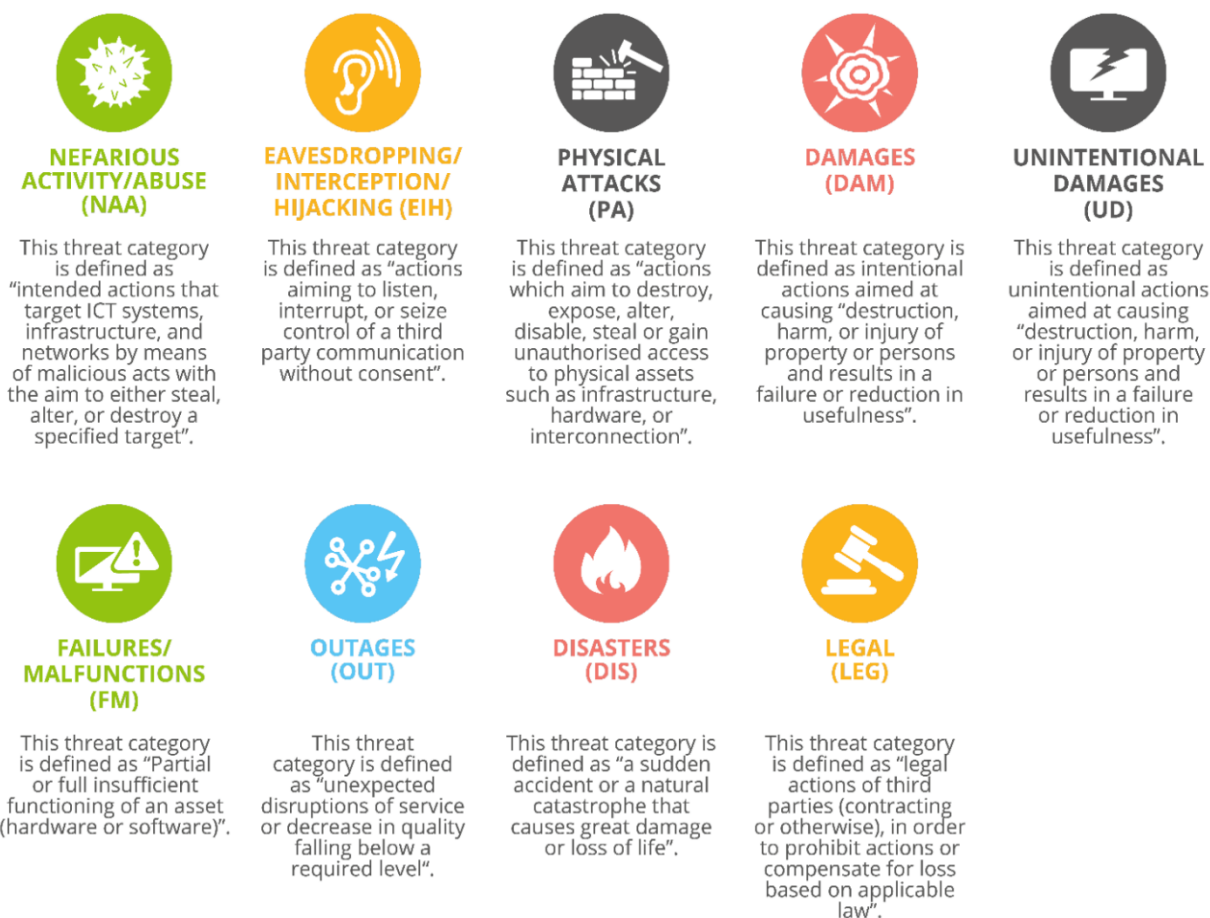 NEFARIOUS
ACTIVITY/ABUSE
(NAA)
This threat category
is defined as
“intended actions that
target ICT systems,
infrastructure, and
networks by means
of malicious acts with
the aim to either steal,
alter, or destroy a
specified target”.
EAVESDROPPING/
INTERCEPTION/
HIJACKING (EIH)
This threat category
is defined as “actions
aiming to listen,
interrupt, or seize
control of a third
party communication
without consent”.
PHYSICAL
ATTACKS
(PA)
This threat category
is defined as “actions
which aim to destroy,
expose, alter,
disable, steal or gain
unauthorised access
to physical assets
such as infrastructure,
hardware, or
interconnection”.
DAMAGES
(DAM)
This threat category is
defined as intentional
actions aimed at
causing “destruction,
harm, or injury of
property or persons
and results in a
failure or reduction in
usefulness”.
UNINTENTIONAL
DAMAGES
(UD)
This threat category
is defined as
unintentional actions
aimed at causing
“destruction, harm,
or injury of property
or persons and
results in a failure
or reduction in
usefulness”.
FAILURES/
MALFUNCTIONS
(FM)
This threat category
is defined as “Partial
or full insufficient
functioning of an asset
(hardware or software)”.
OUTAGES
(OUT)
This threat
category is defined
as “unexpected
disruptions of service
or decrease in quality
falling below a
required level“.
DISASTERS
(DIS)
This threat category is
defined as “a sudden
accident or a natural
catastrophe that
causes great damage
or loss of life”.
LEGAL
(LEG)
This threat category
is defined as “legal
actions of third
parties (contracting
or otherwise), in order
to prohibit actions or
compensate for loss
based on applicable
law”.